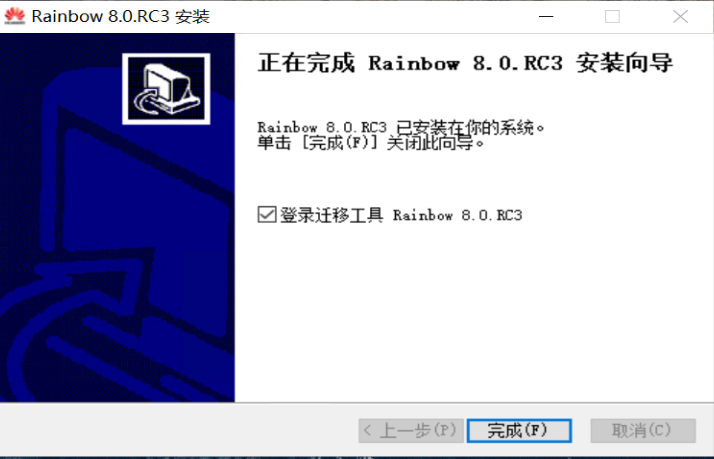 Rainbow 8.0.RC3 安装
正在完成 Rainbow 8.0.RC3 安装向导
Rainbow 8.0.RC3 已安装在你的系统。
单击 [完成(F)] 关闭此向导。
登录迁移工具 Rainbow 8.0.RC3
< 上一步(P)
完成(F)
取消(C)